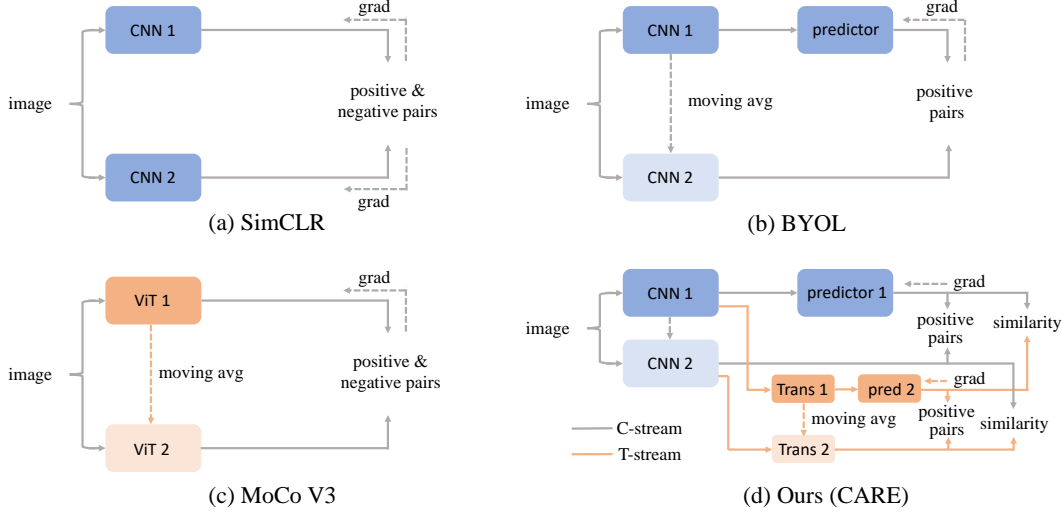 grad
CNN 1
image
positive &
negative pairs
CNN 2
grad
(a) SimCLR
grad
CNN 1
predictor
image
moving avg
positive
pairs
CNN 2
(b) BYOL
grad
ViT 1
image
moving avg
positive &
negative pairs
ViT 2
(c) MoCo V3
grad
CNN 1
predictor 1
image
positive
pairs
similarity
CNN 2
grad
Trans 1
pred 2
moving avg
positive
pairs
similarity
C-stream
T-stream
Trans 2
(d) Ours (CARE)